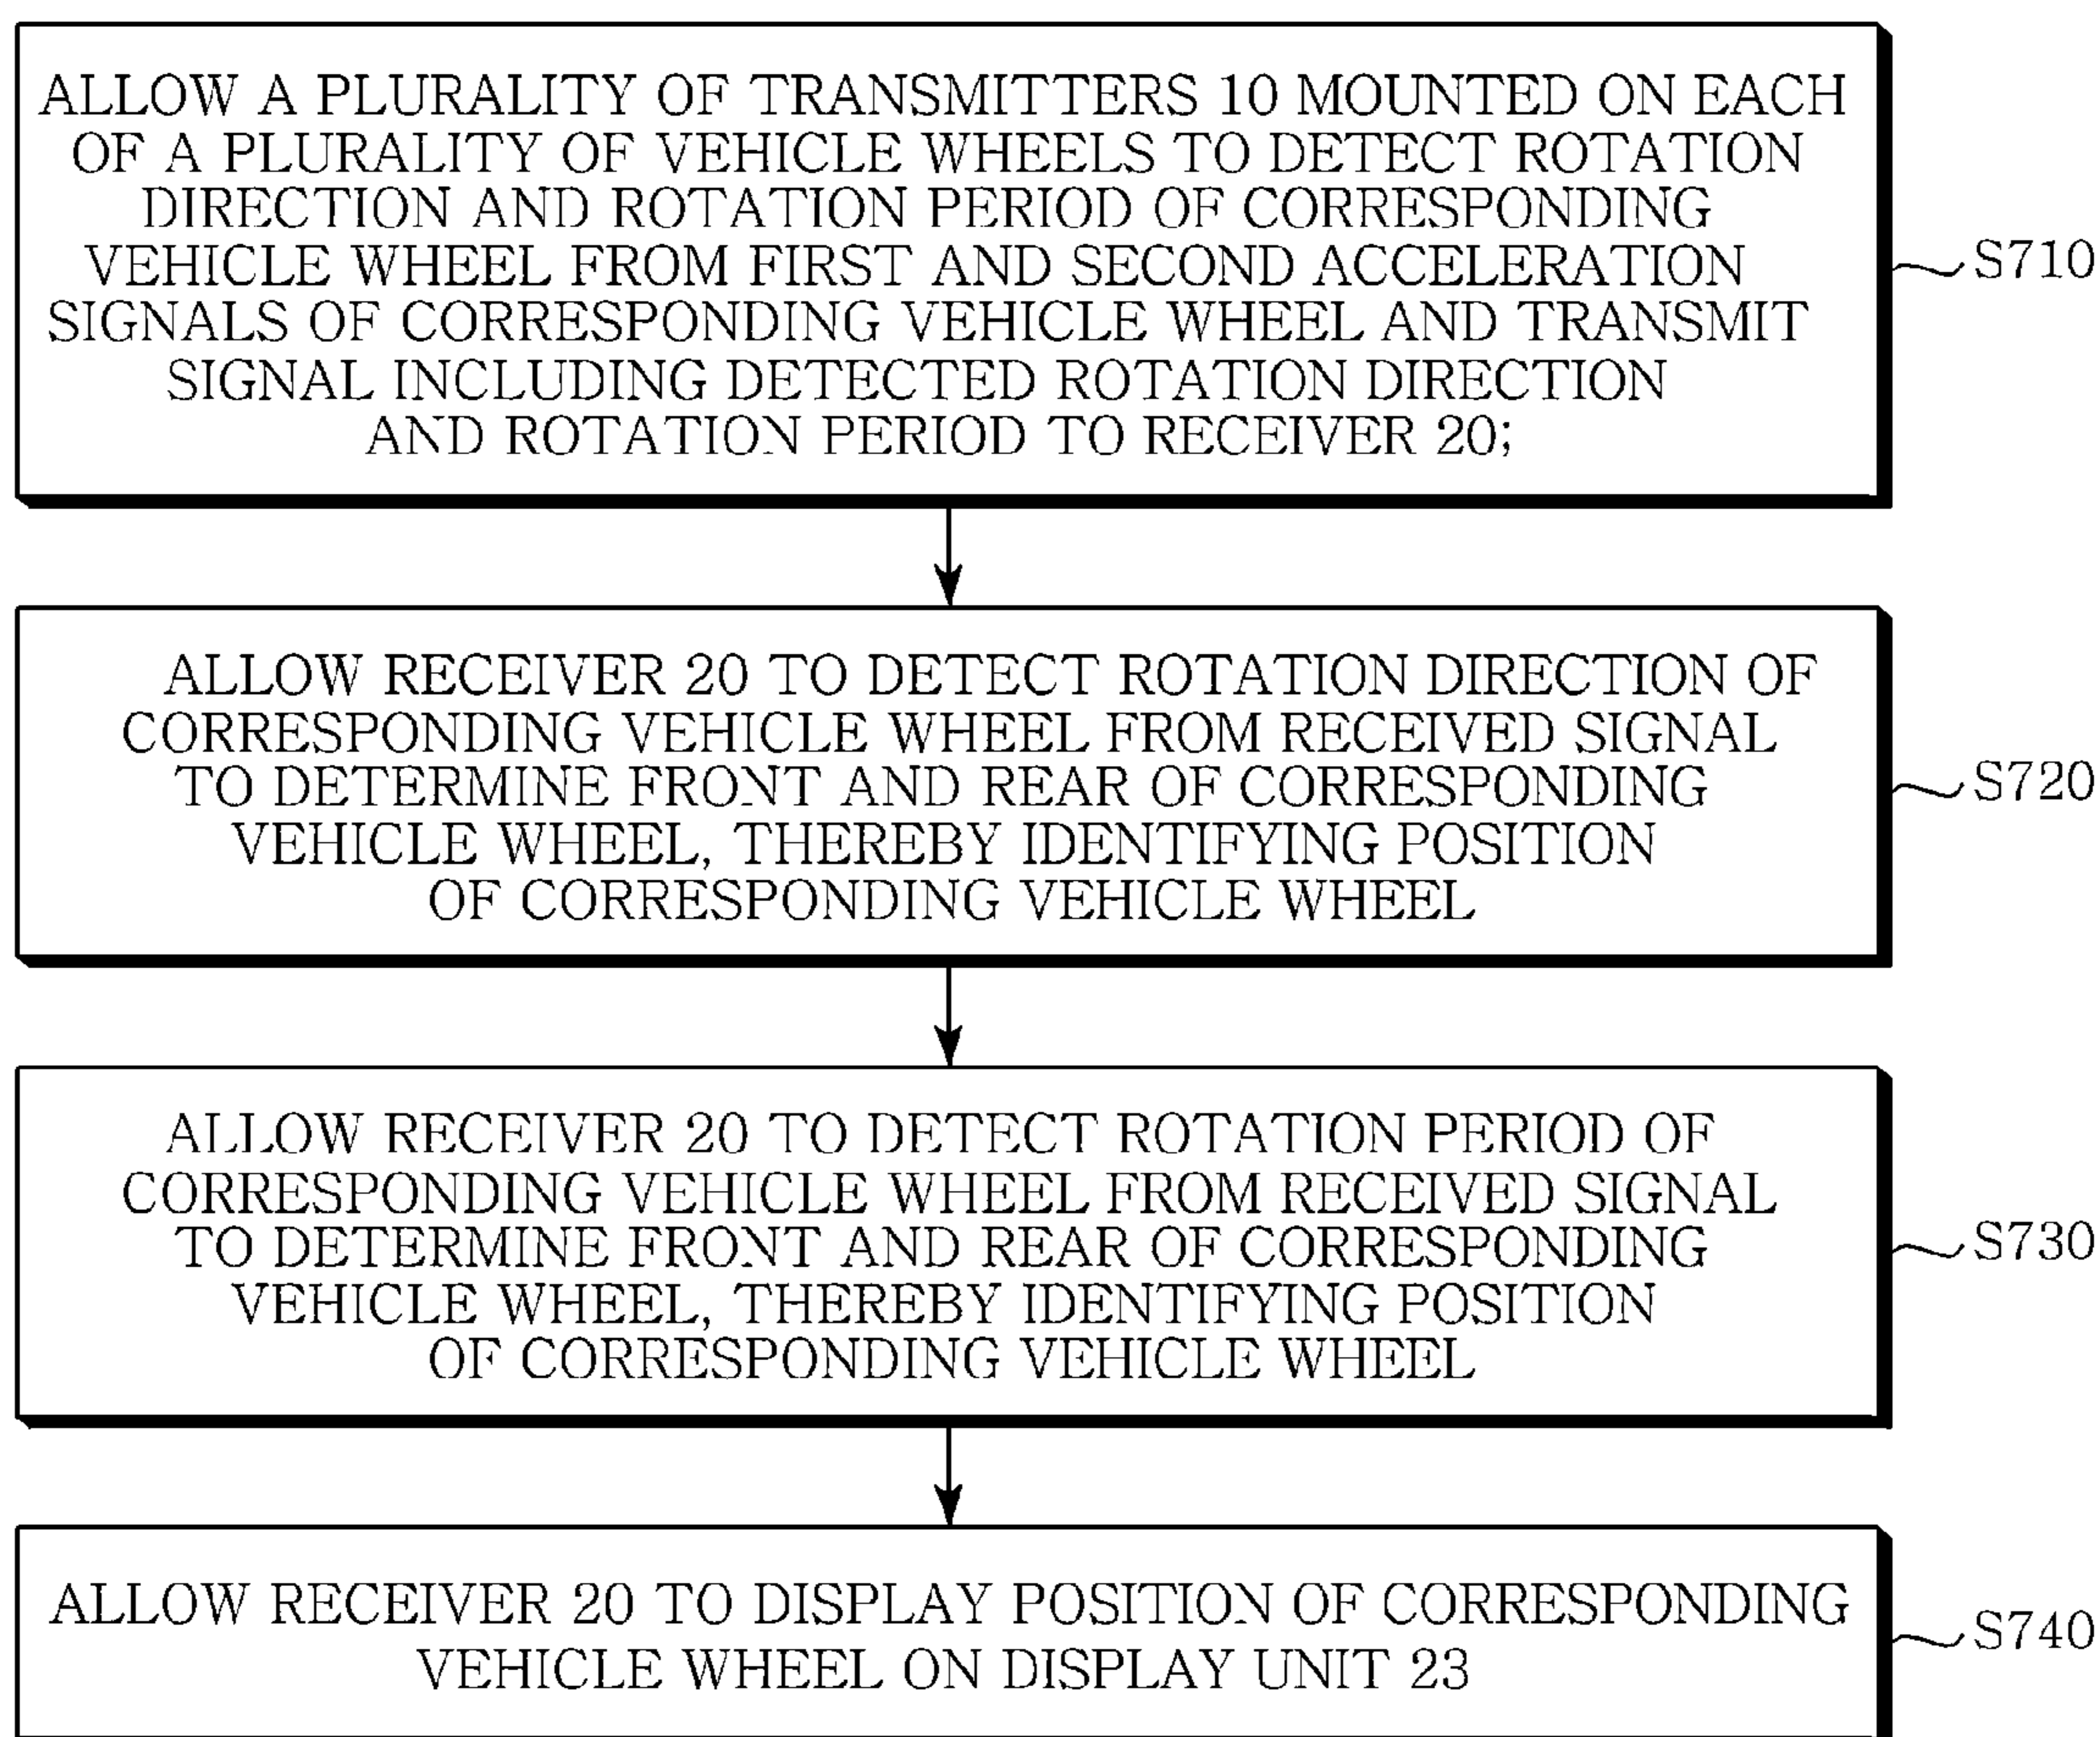 ALLOW A PLURALITY OF TRANSMITTERS 10 MOUNTED ON EACH
OF A PLURALITY OF VEHICLE WHEELS TO DETECT ROTATION
DIRECTION AND ROTATION PERIOD OF CORRESPONDING
VEHICLE WHEEL FROM FIRST AND SECOND ACCELERATION
SIGNALS OF CORRESPONDING VEHICLE WHEEL AND TRANSMIT
SIGNAL INCLUDING DETECTED ROTATION DIRECTION
AND ROTATION PERIOD TO RECEIVER 20;
S710
ALLOW RECEIVER 20 TO DETECT ROTATION DIRECTION OF
CORRESPONDING VEHICLE WHEEL FROM RECEIVED SIGNAL
TO DETERMINE FRONT AND REAR OF CORRESPONDING
VEHICLE WHEEL, THEREBY IDENTIFYING POSITION
OF CORRESPONDING VEHICLE WHEEL
S720
ALLOW RECEIVER 20 TO DETECT ROTATION PERIOD OF
CORRESPONDING VEHICLE WHEEL FROM RECEIVED SIGNAL
TO DETERMINE FRONT AND REAR OF CORRESPONDING
VEHICLE WHEEL, THEREBY IDENTIFYING POSITION
OF CORRESPONDING VEHICLE WHEEL
S730
ALLOW RECEIVER 20 TO DISPLAY POSITION OF CORRESPONDING
VEHICLE WHEEL ON DISPLAY UNIT 23
S740